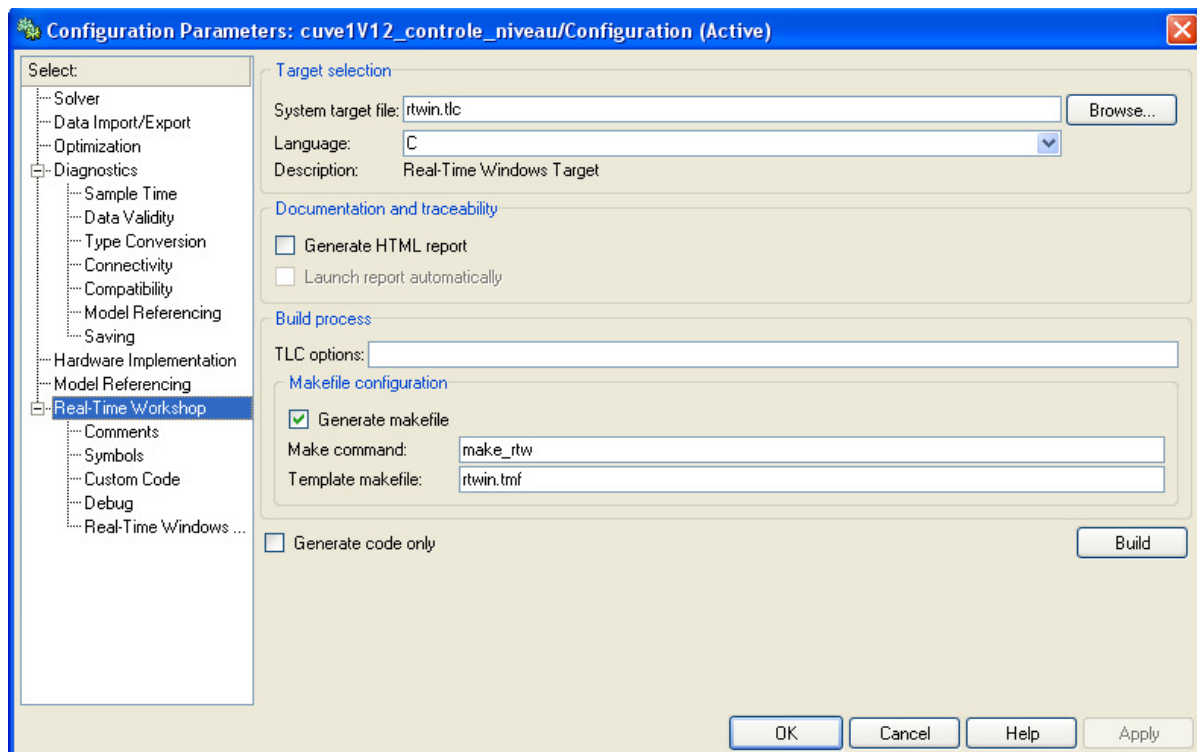 Configuration Parameters: cuve1V12_controle_niveau/Configuration (Active)
Select:
Solver
Data Import/Export
Optimization
Diagnostics
Sample Time
Data Validity
Type Conversion
Connectivity
Compatibility
Model Referencing
Saving
Hardware Implementation
Model Referencing
Real-Time Workshop
Comments
Symbols
Custom Code
Debug
Real-Time Windows ...
Target selection
System target file: rtwin.tlc Browse...
Language: C
Description: Real-Time Windows Target
Documentation and traceability
Generate HTML report
Launch report automatically
Build process
TLC options:
Makefile configuration
Generate makefile
Make command: make_rtw
Template makefile: rtwin.tmf
Generate code only Build
OK Cancel Help Apply